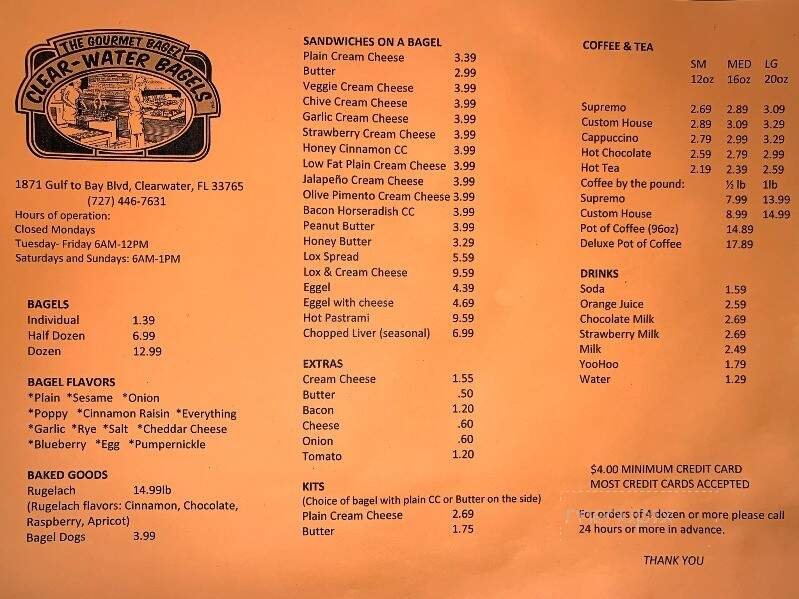 THE GOURMET BAGEL
CLEAR-WATER BAGELS
1871 Gulf to Bay Blvd, Clearwater, FL 33765
(727) 446-7631
Hours of operation:
Closed Mondays
Tuesday- Friday 6AM-12PM
Saturdays and Sundays: 6AM-1PM
BAGELS
Individual 1.39
Half Dozen 6.99
Dozen 12.99
BAGEL FLAVORS
*Plain *Sesame *Onion
*Poppy *Cinnamon Raisin *Everything
*Garlic *Rye *Salt *Cheddar Cheese
*Blueberry *Egg *Pumpernickle
BAKED GOODS
Rugelach 14.99lb
(Rugelach flavors: Cinnamon, Chocolate,
Raspberry, Apricot)
Bagel Dogs 3.99
SANDWICHES ON A BAGEL
Plain Cream Cheese 3.39
Butter 2.99
Veggie Cream Cheese 3.99
Chive Cream Cheese 3.99
Garlic Cream Cheese 3.99
Strawberry Cream Cheese 3.99
Honey Cinnamon CC 3.99
Low Fat Plain Cream Cheese 3.99
Jalapeño Cream Cheese 3.99
Olive Pimento Cream Cheese 3.99
Bacon Horseradish CC 3.99
Peanut Butter 3.99
Honey Butter 3.29
Lox Spread 5.59
Lox & Cream Cheese 9.59
Eggel 4.39
Eggel with cheese 4.69
Hot Pastrami 9.59
Chopped Liver (seasonal) 6.99
EXTRAS
Cream Cheese 1.55
Butter .50
Bacon 1.20
Cheese .60
Onion .60
Tomato 1.20
KITS
(Choice of bagel with plain CC or Butter on the side)
Plain Cream Cheese 2.69
Butter 1.75
COFFEE & TEA
SM MED LG
12oz 16oz 20oz
Supremo 2.69 2.89 3.09
Custom House 2.89 3.09 3.29
Cappuccino 2.79 2.99 3.29
Hot Chocolate 2.59 2.79 2.99
Hot Tea 2.19 2.39 2.59
Coffee by the pound: ½ lb 1lb
Supremo 7.99 13.99
Custom House 8.99 14.99
Pot of Coffee (96oz) 14.89
Deluxe Pot of Coffee 17.89
DRINKS
Soda 1.59
Orange Juice 2.59
Chocolate Milk 2.69
Strawberry Milk 2.69
Milk 2.49
YooHoo 1.79
Water 1.29
$4.00 MINIMUM CREDIT CARD
MOST CREDIT CARDS ACCEPTED
For orders of 4 dozen or more please call
24 hours or more in advance.
THANK YOU